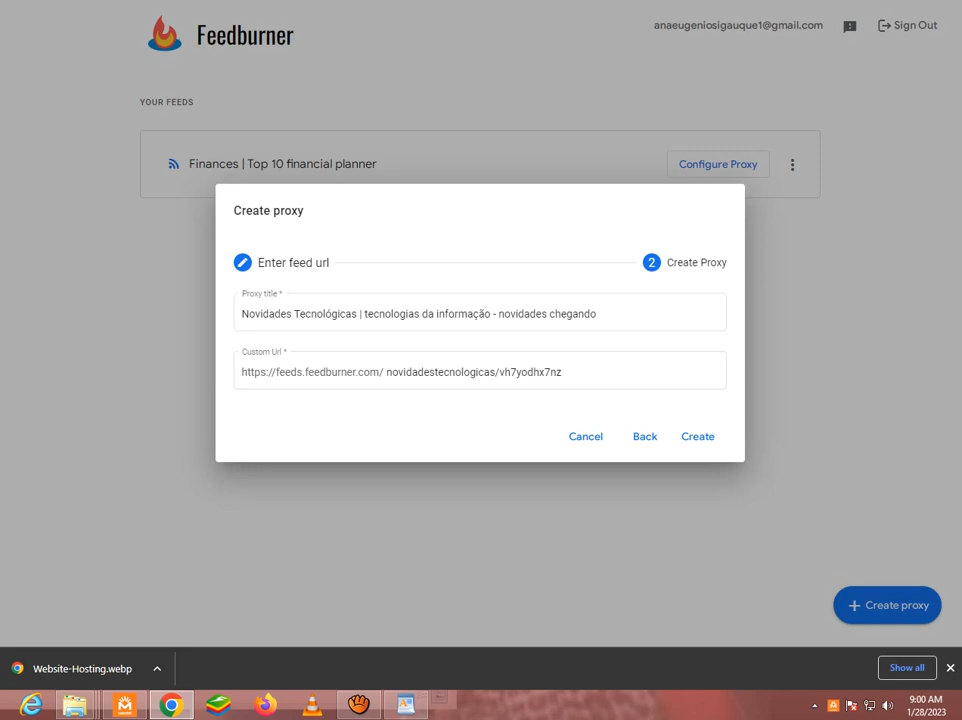 Feedburner
anaeugeniosigauque1@gmail.com
Sign Out
YOUR FEEDS
Finances | Top 10 financial planner
Configure Proxy
Create proxy
Enter feed url
2 Create Proxy
Proxy title *
Novidades Tecnológicas | tecnologias da informação - novidades chegando
Custom Url *
https://feeds.feedburner.com/ novidadestecnologicas/vh7yodhx7nz
Cancel
Back
Create
+ Create proxy
Website-Hosting.webp
Show all
9:00 AM
1/28/2023